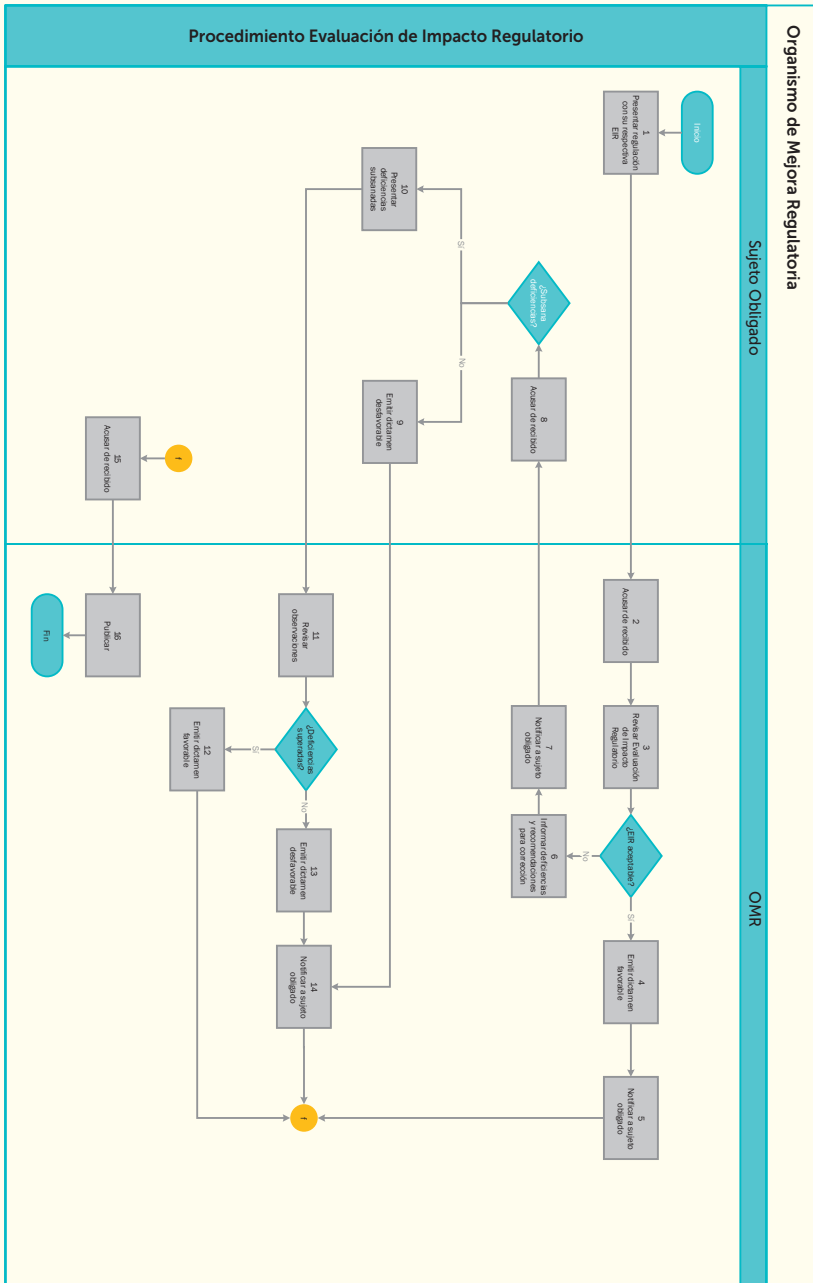 Organismo de Mejora Regulatoria
Procedimiento Evaluación de Impacto Regulatorio
Sujeto Obligado
OMR
Inicio
1
Presentar regulación
con su respectiva
EIR
2
Acusar de recibido
3
Revisar Evaluación
de Impacto
Regulatorio
¿EIR aceptable?
Sí
No
4
Emitir dictamen
favorable
5
Notificar a sujeto
obligado
6
Informar deficiencias
y recomendaciones
para corrección
7
Notificar a sujeto
obligado
8
Acusar de recibido
¿Subsana
deficiencias?
Sí
No
10
Presentar
deficiencias
subsanadas
9
Emitir dictamen
desfavorable
11
Revisar
observaciones
¿Deficiencias
superadas?
Sí
No
13
Emitir dictamen
desfavorable
14
Notificar a sujeto
obligado
12
Emitir dictamen
favorable
f
f
15
Acusar de recibido
16
Publicar
Fin